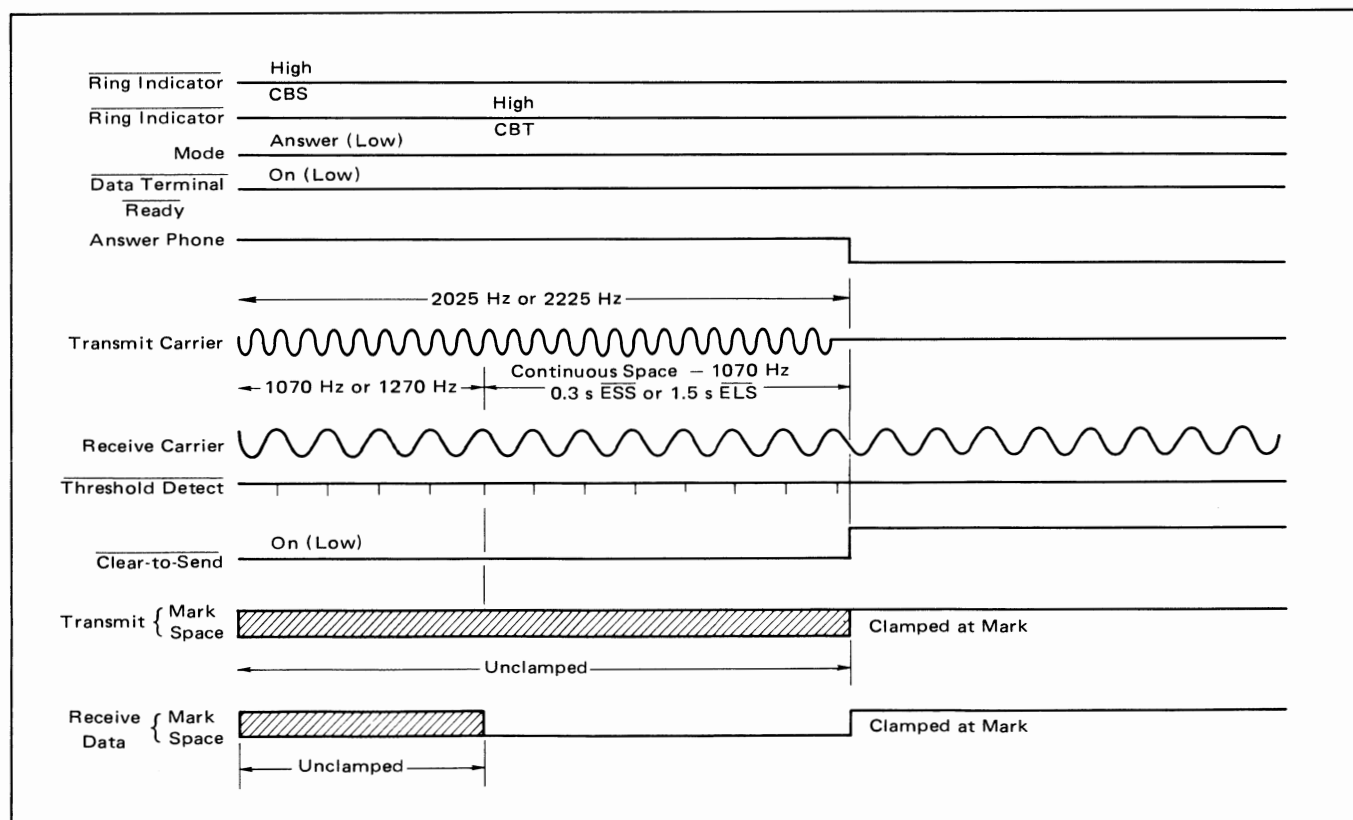 High
Ring Indicator
CBS
High
Ring Indicator
CBT
Answer (Low)
Mode
On (Low)
Data Terminal
Ready
Answer Phone
2025 Hz or 2225 Hz
Transmit Carrier
Continuous Space – 1070 Hz
1070 Hz or 1270 Hz
0.3 s ESS or 1.5 s ELS
Receive Carrier
Threshold Detect
On (Low)
Clear-to-Send
Transmit { Mark
Space
Clamped at Mark
Unclamped
Receive Data { Mark
Space
Clamped at Mark
Unclamped